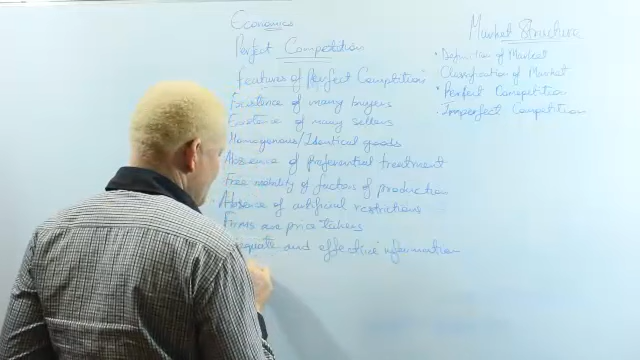 Economics
Perfect Competition
Features of Perfect Competition
Existence of many buyers
Existence of many sellers
Homogenous/Identical goods
Absence of preferential treatment
Free mobility of factors of production
Absence of artificial restrictions
Firms are price takers
and effective information
Market Structure
• Definition of Market
Classification of Market
• Perfect Competition
• Imperfect Competition